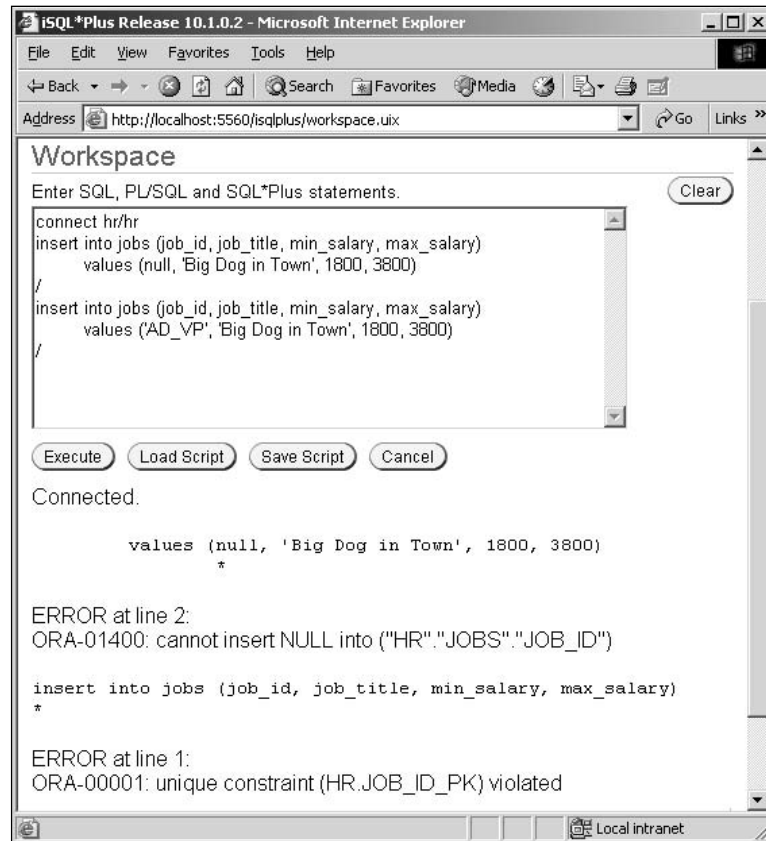 iSQL*Plus Release 10.1.0.2 - Microsoft Internet Explorer
File Edit View Favorites Tools Help
Back Search Favorites Media
Address http://localhost:5560/isqlplus/workspace.uix Go Links »
Workspace
Enter SQL, PL/SQL and SQL*Plus statements. Clear
connect hr/hr
insert into jobs (job_id, job_title, min_salary, max_salary)
values (null, 'Big Dog in Town', 1800, 3800)
/
insert into jobs (job_id, job_title, min_salary, max_salary)
values ('AD_VP', 'Big Dog in Town', 1800, 3800)
/
Execute Load Script Save Script Cancel
Connected.
values (null, 'Big Dog in Town', 1800, 3800)
*
ERROR at line 2:
ORA-01400: cannot insert NULL into ("HR"."JOBS"."JOB_ID")
insert into jobs (job_id, job_title, min_salary, max_salary)
*
ERROR at line 1:
ORA-00001: unique constraint (HR.JOB_ID_PK) violated
Local intranet